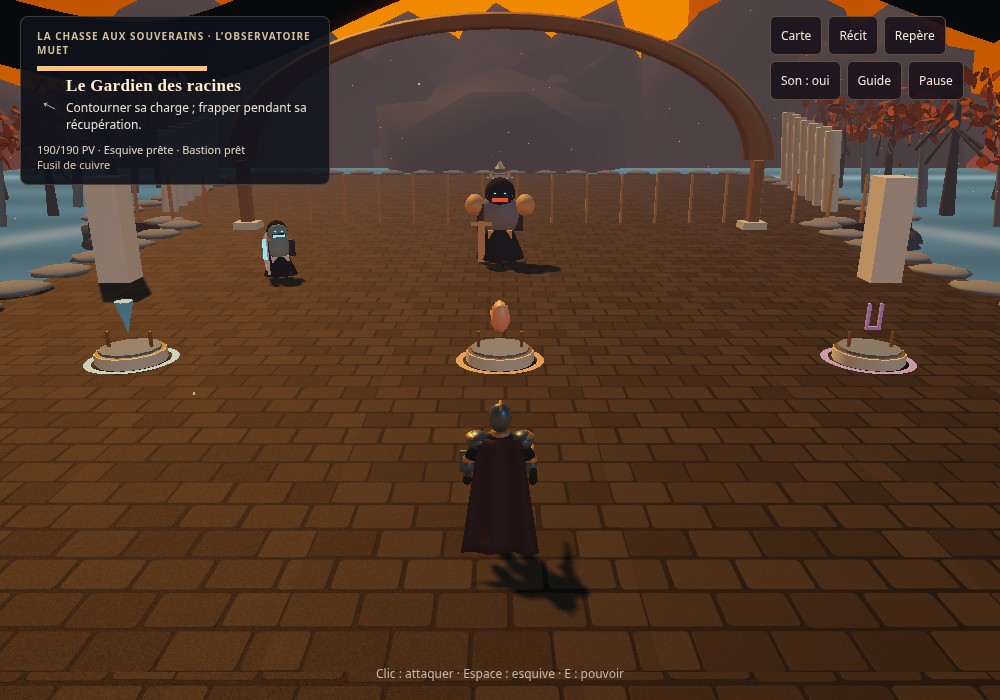 LA CHASSE AUX SOUVERAINS · L’OBSERVATOIRE
MUET
Le Gardien des racines
Contourner sa charge ; frapper pendant sa
récupération.
190/190 PV · Esquive prête · Bastion prêt
Fusil de cuivre
Carte
Récit
Repère
Son : oui
Guide
Pause
Clic : attaquer · Espace : esquive · E : pouvoir